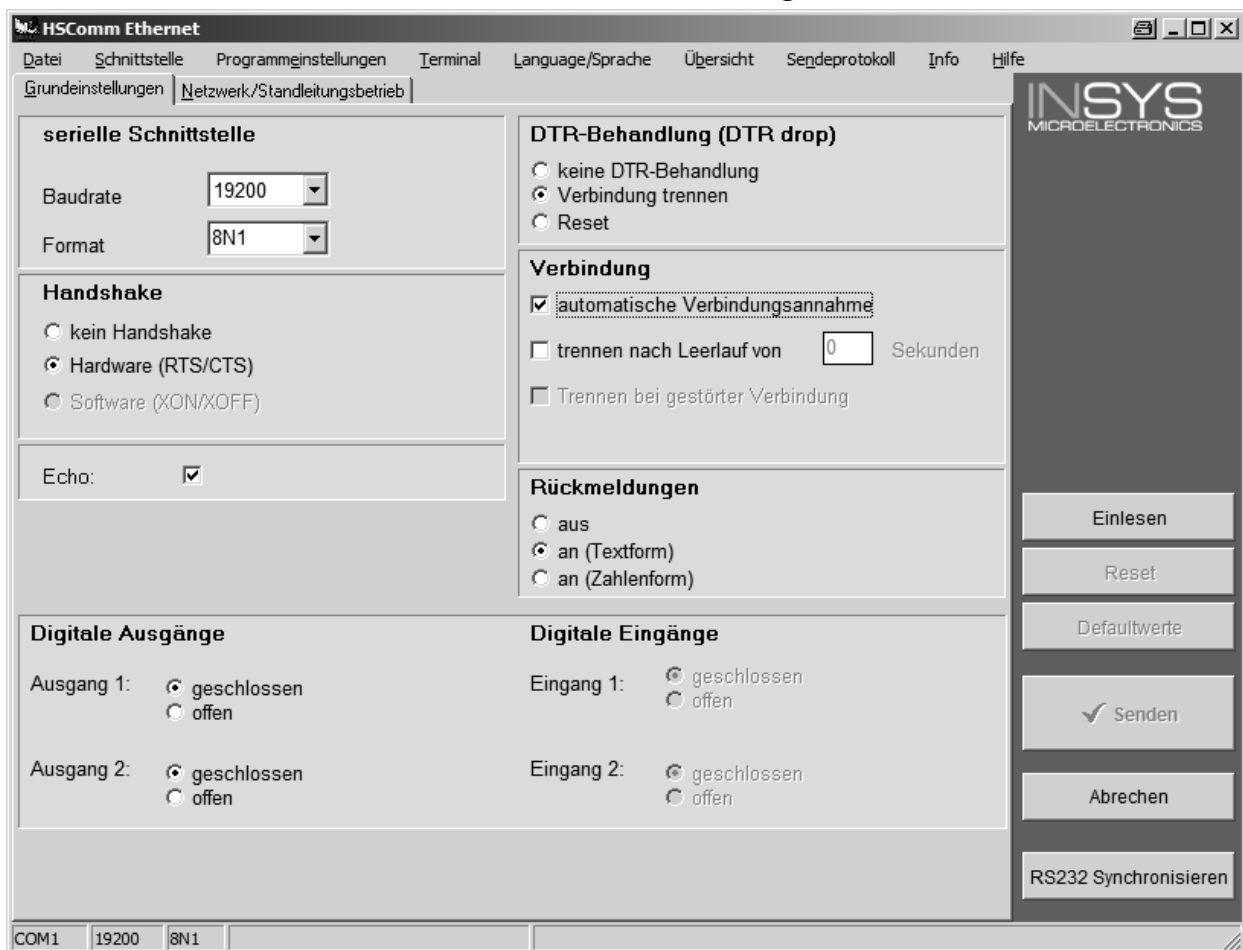 HSComm Ethernet
Datei Schnittstelle Programmeinstellungen Terminal Language/Sprache Übersicht Sendeprotokoll Info Hilfe
Grundeinstellungen Netzwerk/Standleitungsbetrieb
INSYS
MICROELECTRONICS
serielle Schnittstelle
Baudrate 19200
Format 8N1
Handshake
kein Handshake
Hardware (RTS/CTS)
Software (XON/XOFF)
Echo:
DTR-Behandlung (DTR drop)
keine DTR-Behandlung
Verbindung trennen
Reset
Verbindung
automatische Verbindungsannahme
trennen nach Leerlauf von 0 Sekunden
Trennen bei gestörter Verbindung
Rückmeldungen
aus
an (Textform)
an (Zahlenform)
Digitale Ausgänge
Ausgang 1: geschlossen
offen
Ausgang 2: geschlossen
offen
Digitale Eingänge
Eingang 1: geschlossen
offen
Eingang 2: geschlossen
offen
Einlesen
Reset
Defaultwerte
Senden
Abrechen
RS232 Synchronisieren
COM1 19200 8N1